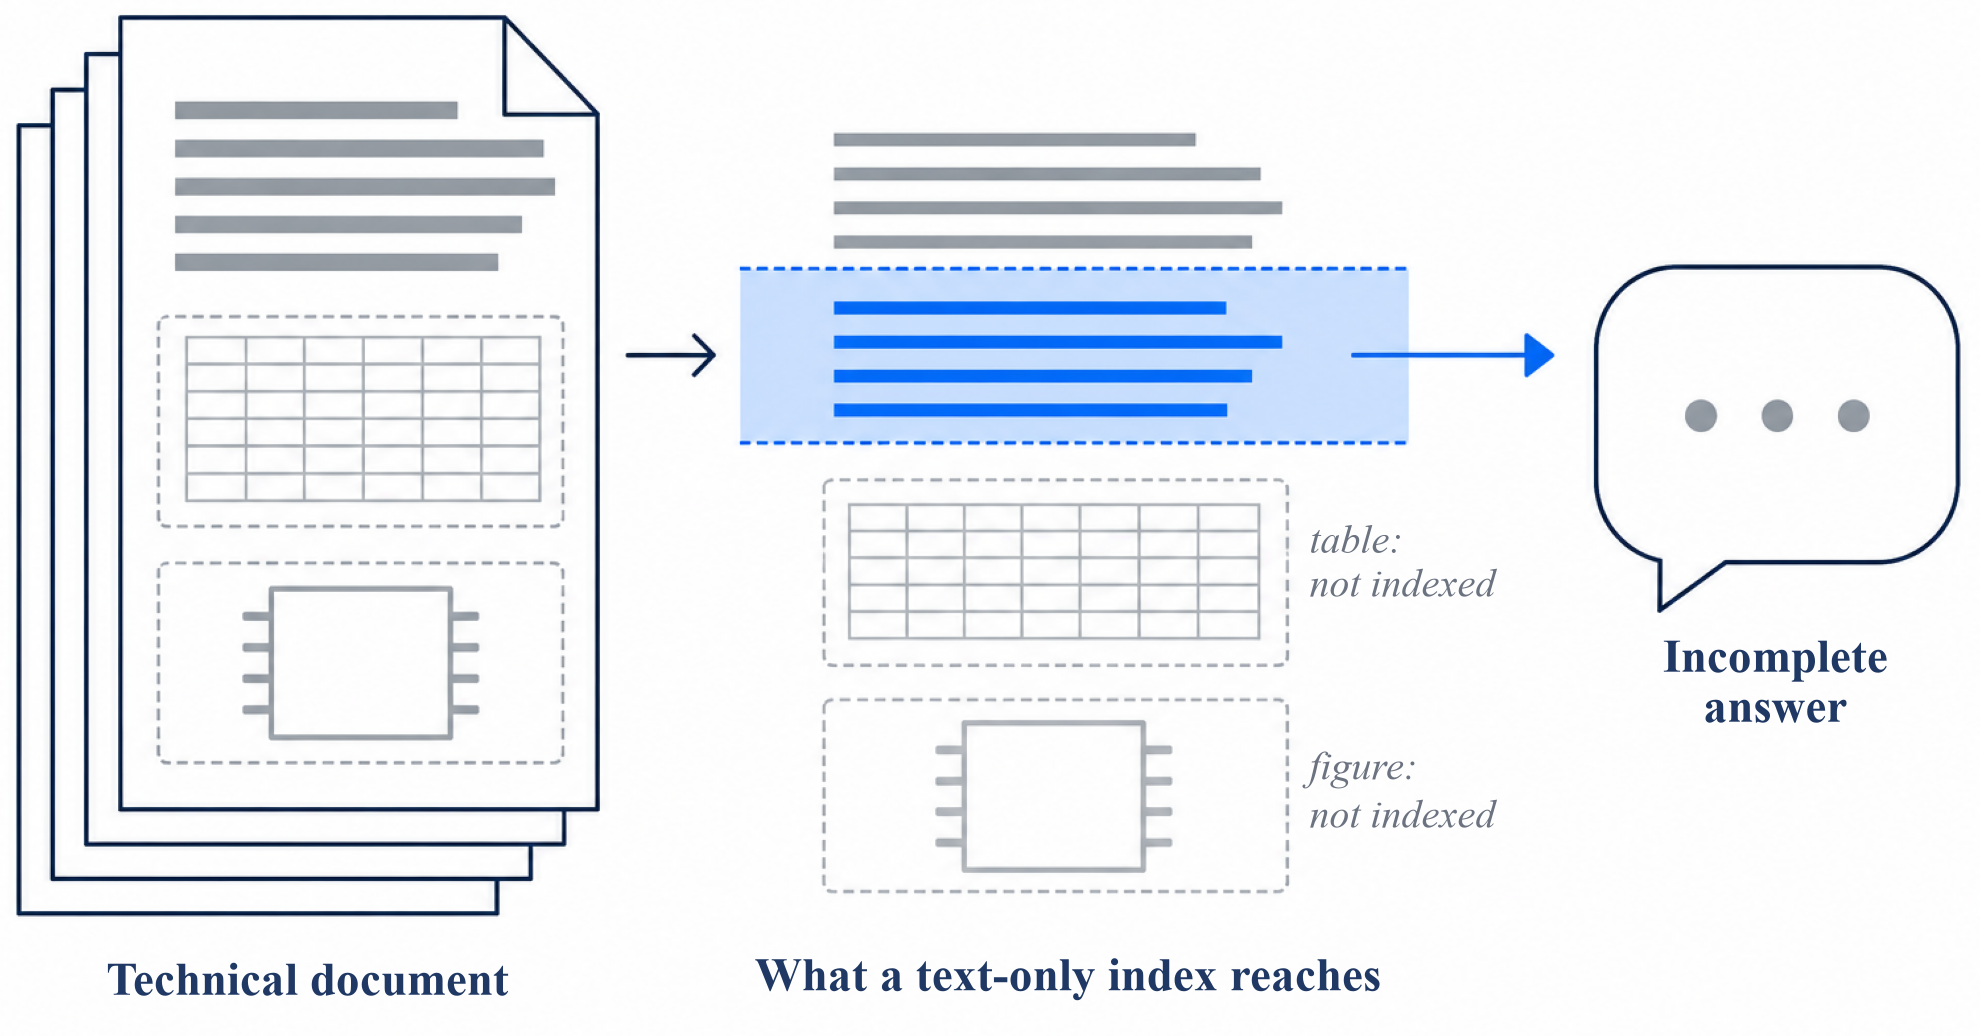 table:
not indexed
Incomplete
answer
figure:
not indexed
Technical document
What a text-only index reaches